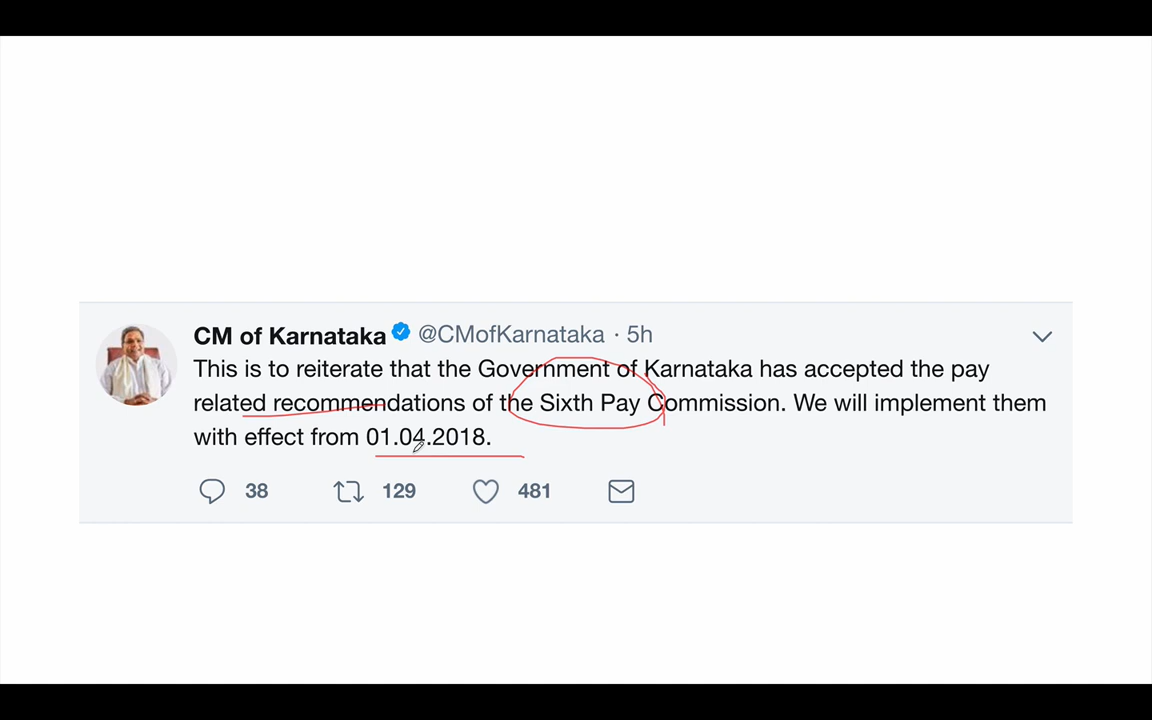 CM of Karnataka @CMofKarnataka · 5h
This is to reiterate that the Government of Karnataka has accepted the pay
related recommendations of the Sixth Pay Commission. We will implement them
with effect from 01.04.2018.
38 129 481